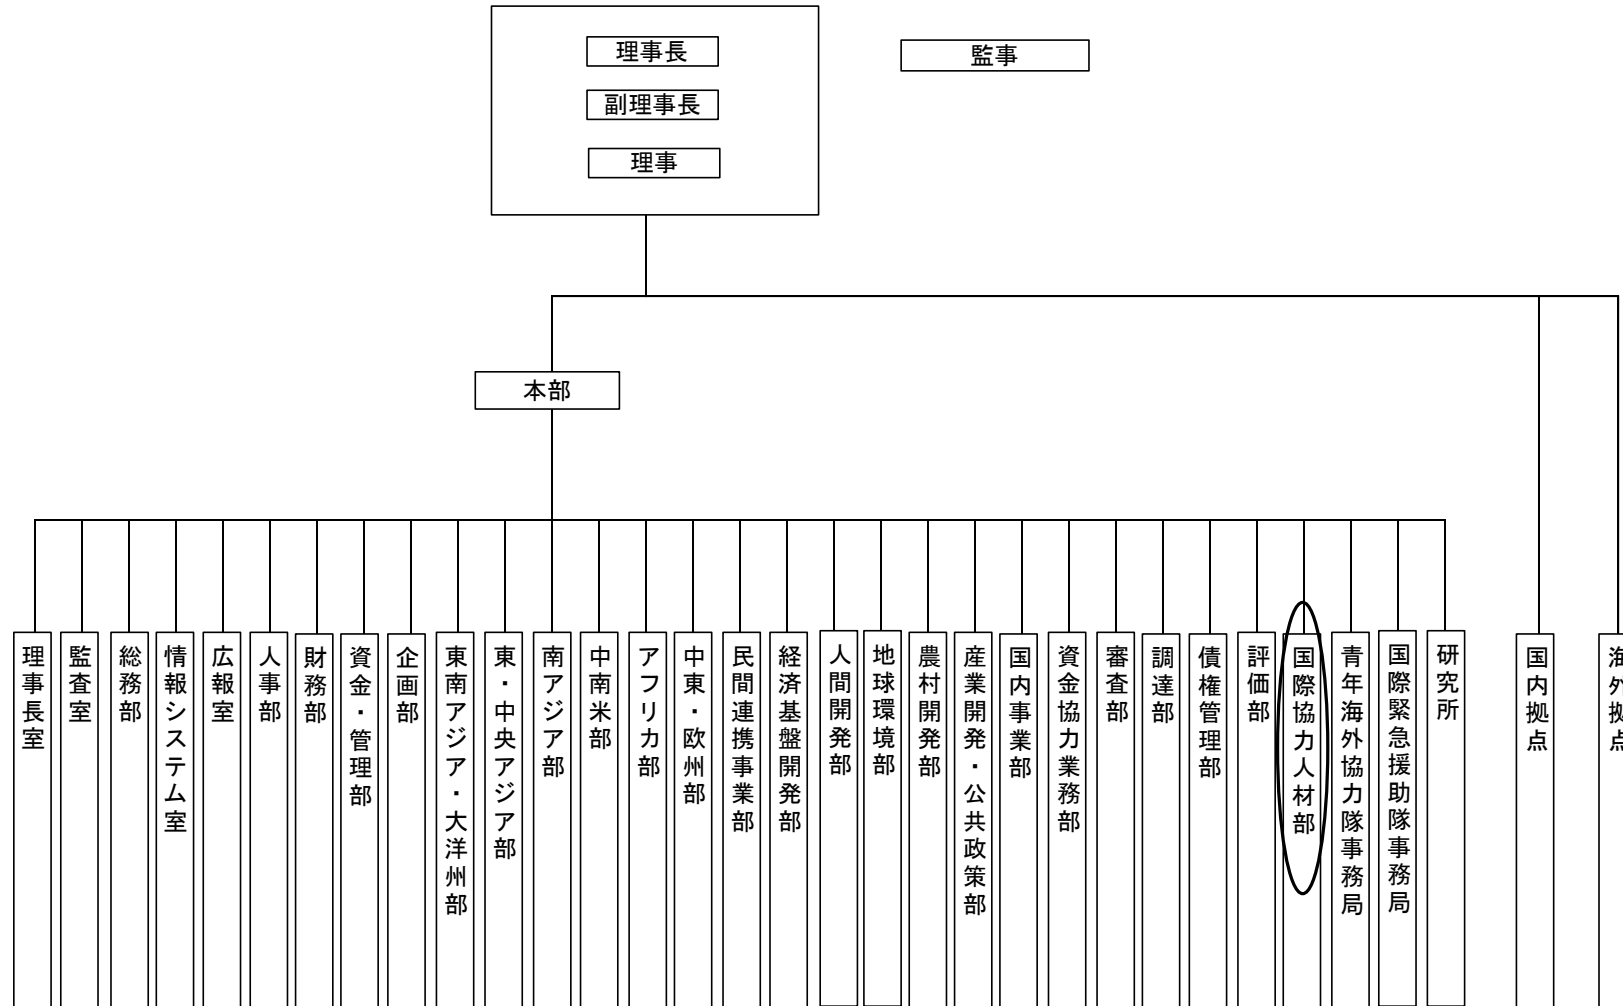 理事長
監事
副理事長
理事
本部
理事長室
監査室
総務部
情報システム室
広報室
人事部
財務部
資金・管理部
企画部
東南アジア・大洋州部
東・中央アジア部
南アジア部
中南米部
アフリカ部
中東・欧州部
民間連携事業部
経済基盤開発部
人間開発部
地球環境部
農村開発部
産業開発・公共政策部
国内事業部
資金協力業務部
審査部
調達部
債権管理部
評価部
国際協力人材部
青年海外協力隊事務局
国際緊急援助隊事務局
研究所
国内拠点
海外拠点